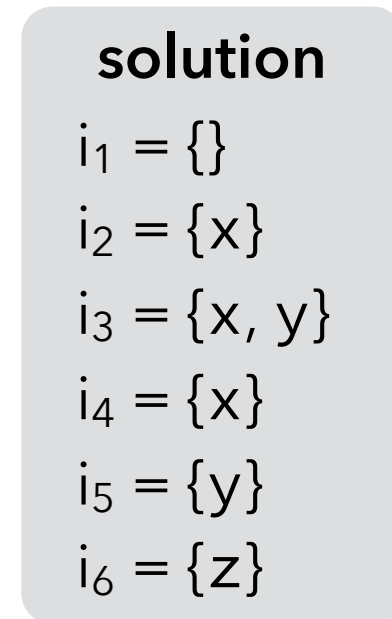 solution
i₁ = {}
i₂ = {x}
i₃ = {x, y}
i₄ = {x}
i₅ = {y}
i₆ = {z}